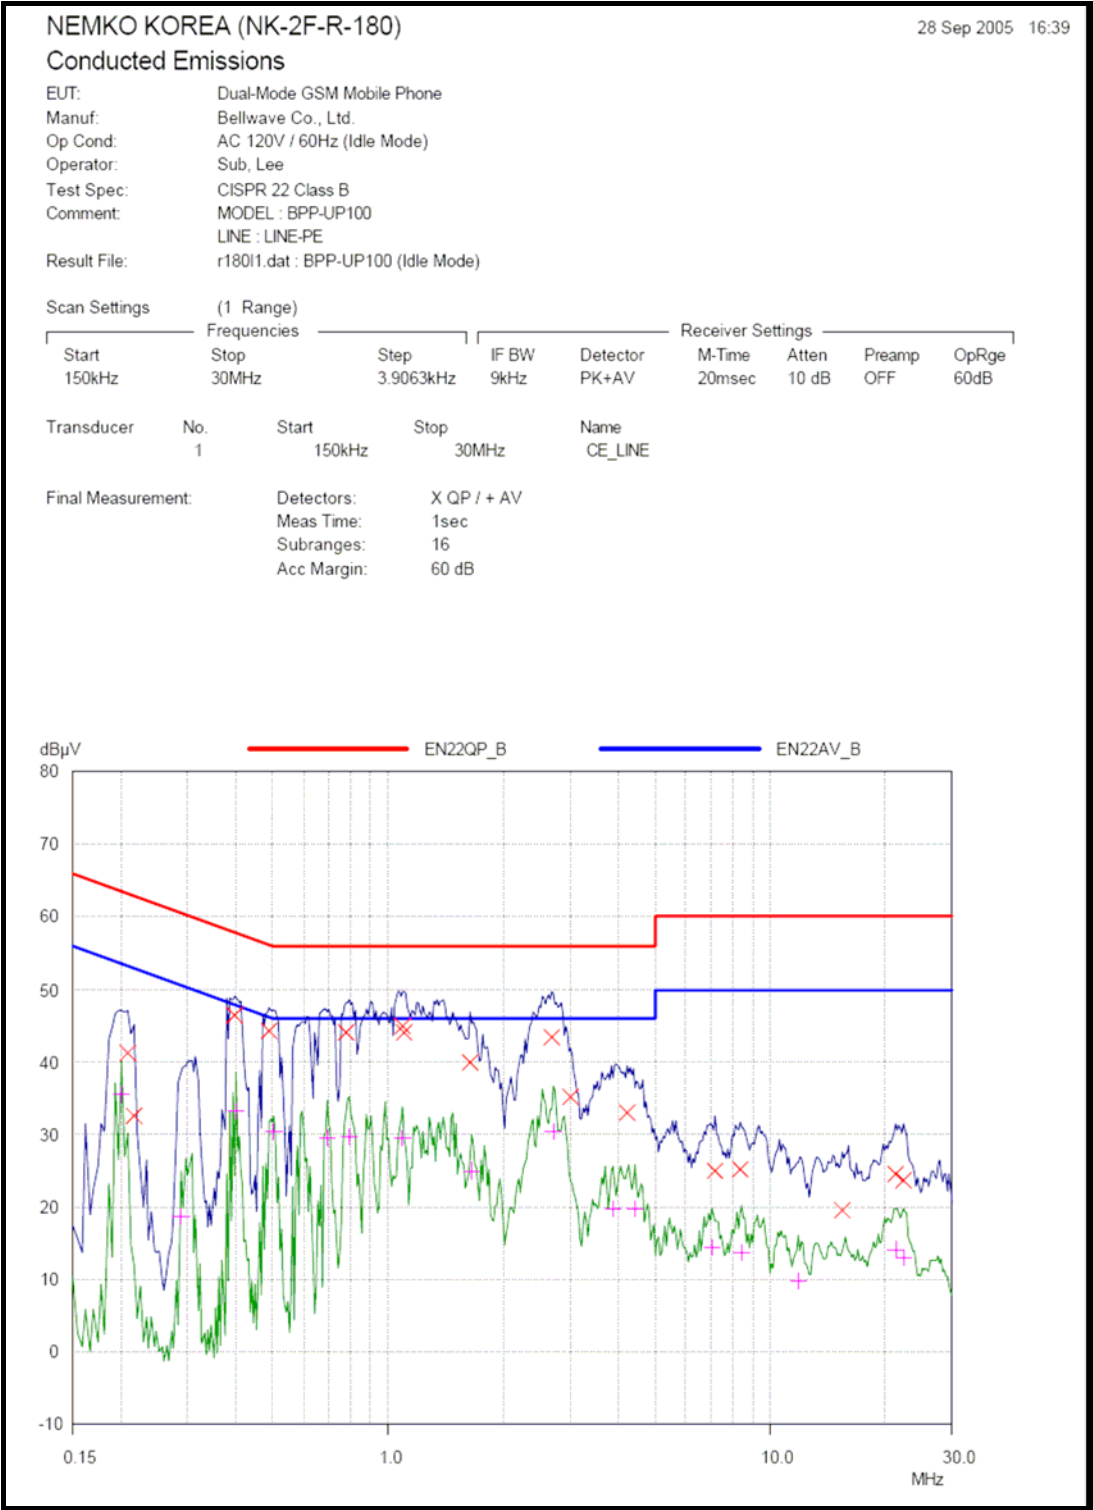 NEMKO KOREA (NK-2F-R-180) 28 Sep 2005 16:39
Conducted Emissions
EUT: Dual-Mode GSM Mobile Phone
Manuf: Bellwave Co., Ltd.
Op Cond: AC 120V / 60Hz (Idle Mode)
Operator: Sub, Lee
Test Spec: CISPR 22 Class B
Comment: MODEL : BPP-UP100
LINE : LINE-PE
Result File: r180l1.dat : BPP-UP100 (Idle Mode)
Scan Settings (1 Range)
Frequencies Receiver Settings
Start Stop Step IF BW Detector M-Time Atten Preamp OpRge
150kHz 30MHz 3.9063kHz 9kHz PK+AV 20msec 10 dB OFF 60dB
Transducer No. Start Stop Name
1 150kHz 30MHz CE_LINE
Final Measurement: Detectors: X QP / + AV
Meas Time: 1sec
Subranges: 16
Acc Margin: 60 dB
dBµV EN22QP_B EN22AV_B
80
70
60
50
40
30
20
10
0
-10
0.15 1.0 10.0 30.0
MHz